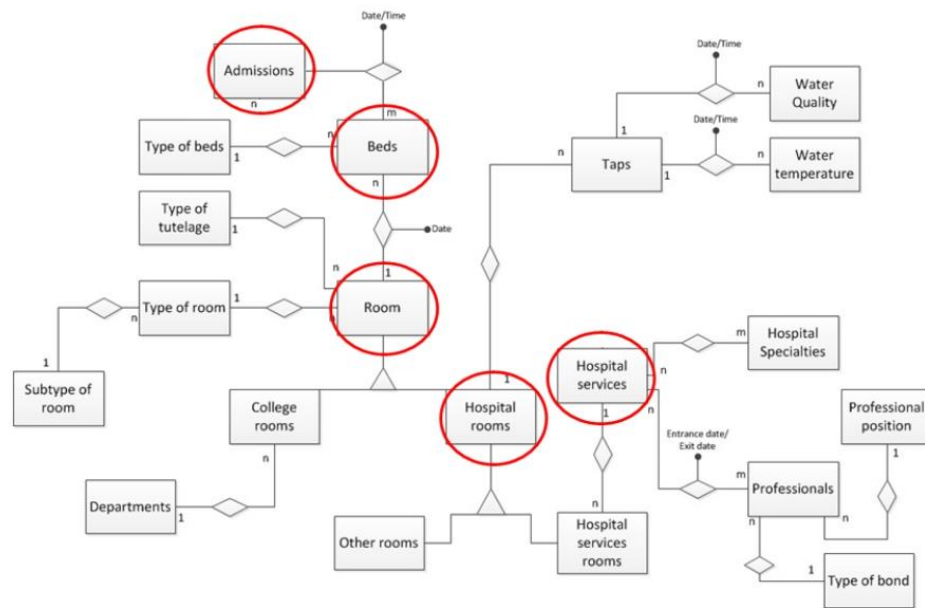 Date/Time
Admissions
n
m
Type of beds
1
n
Beds
n
Type of
tutelage
1
Date
n
1
Type of room
1
n
Room
n
1
Subtype of
room
College
rooms
n
Departments
1
1
Hospital
rooms
Other rooms
Hospital
services rooms
n
1
Hospital
services
n
n
m
Hospital
Specialties
Entrance date/
Exit date
m
Professionals
n
n
Professional
position
1
1
Type of bond
n
Taps
1
1
Date/Time
n
Water
Quality
Date/Time
n
Water
temperature